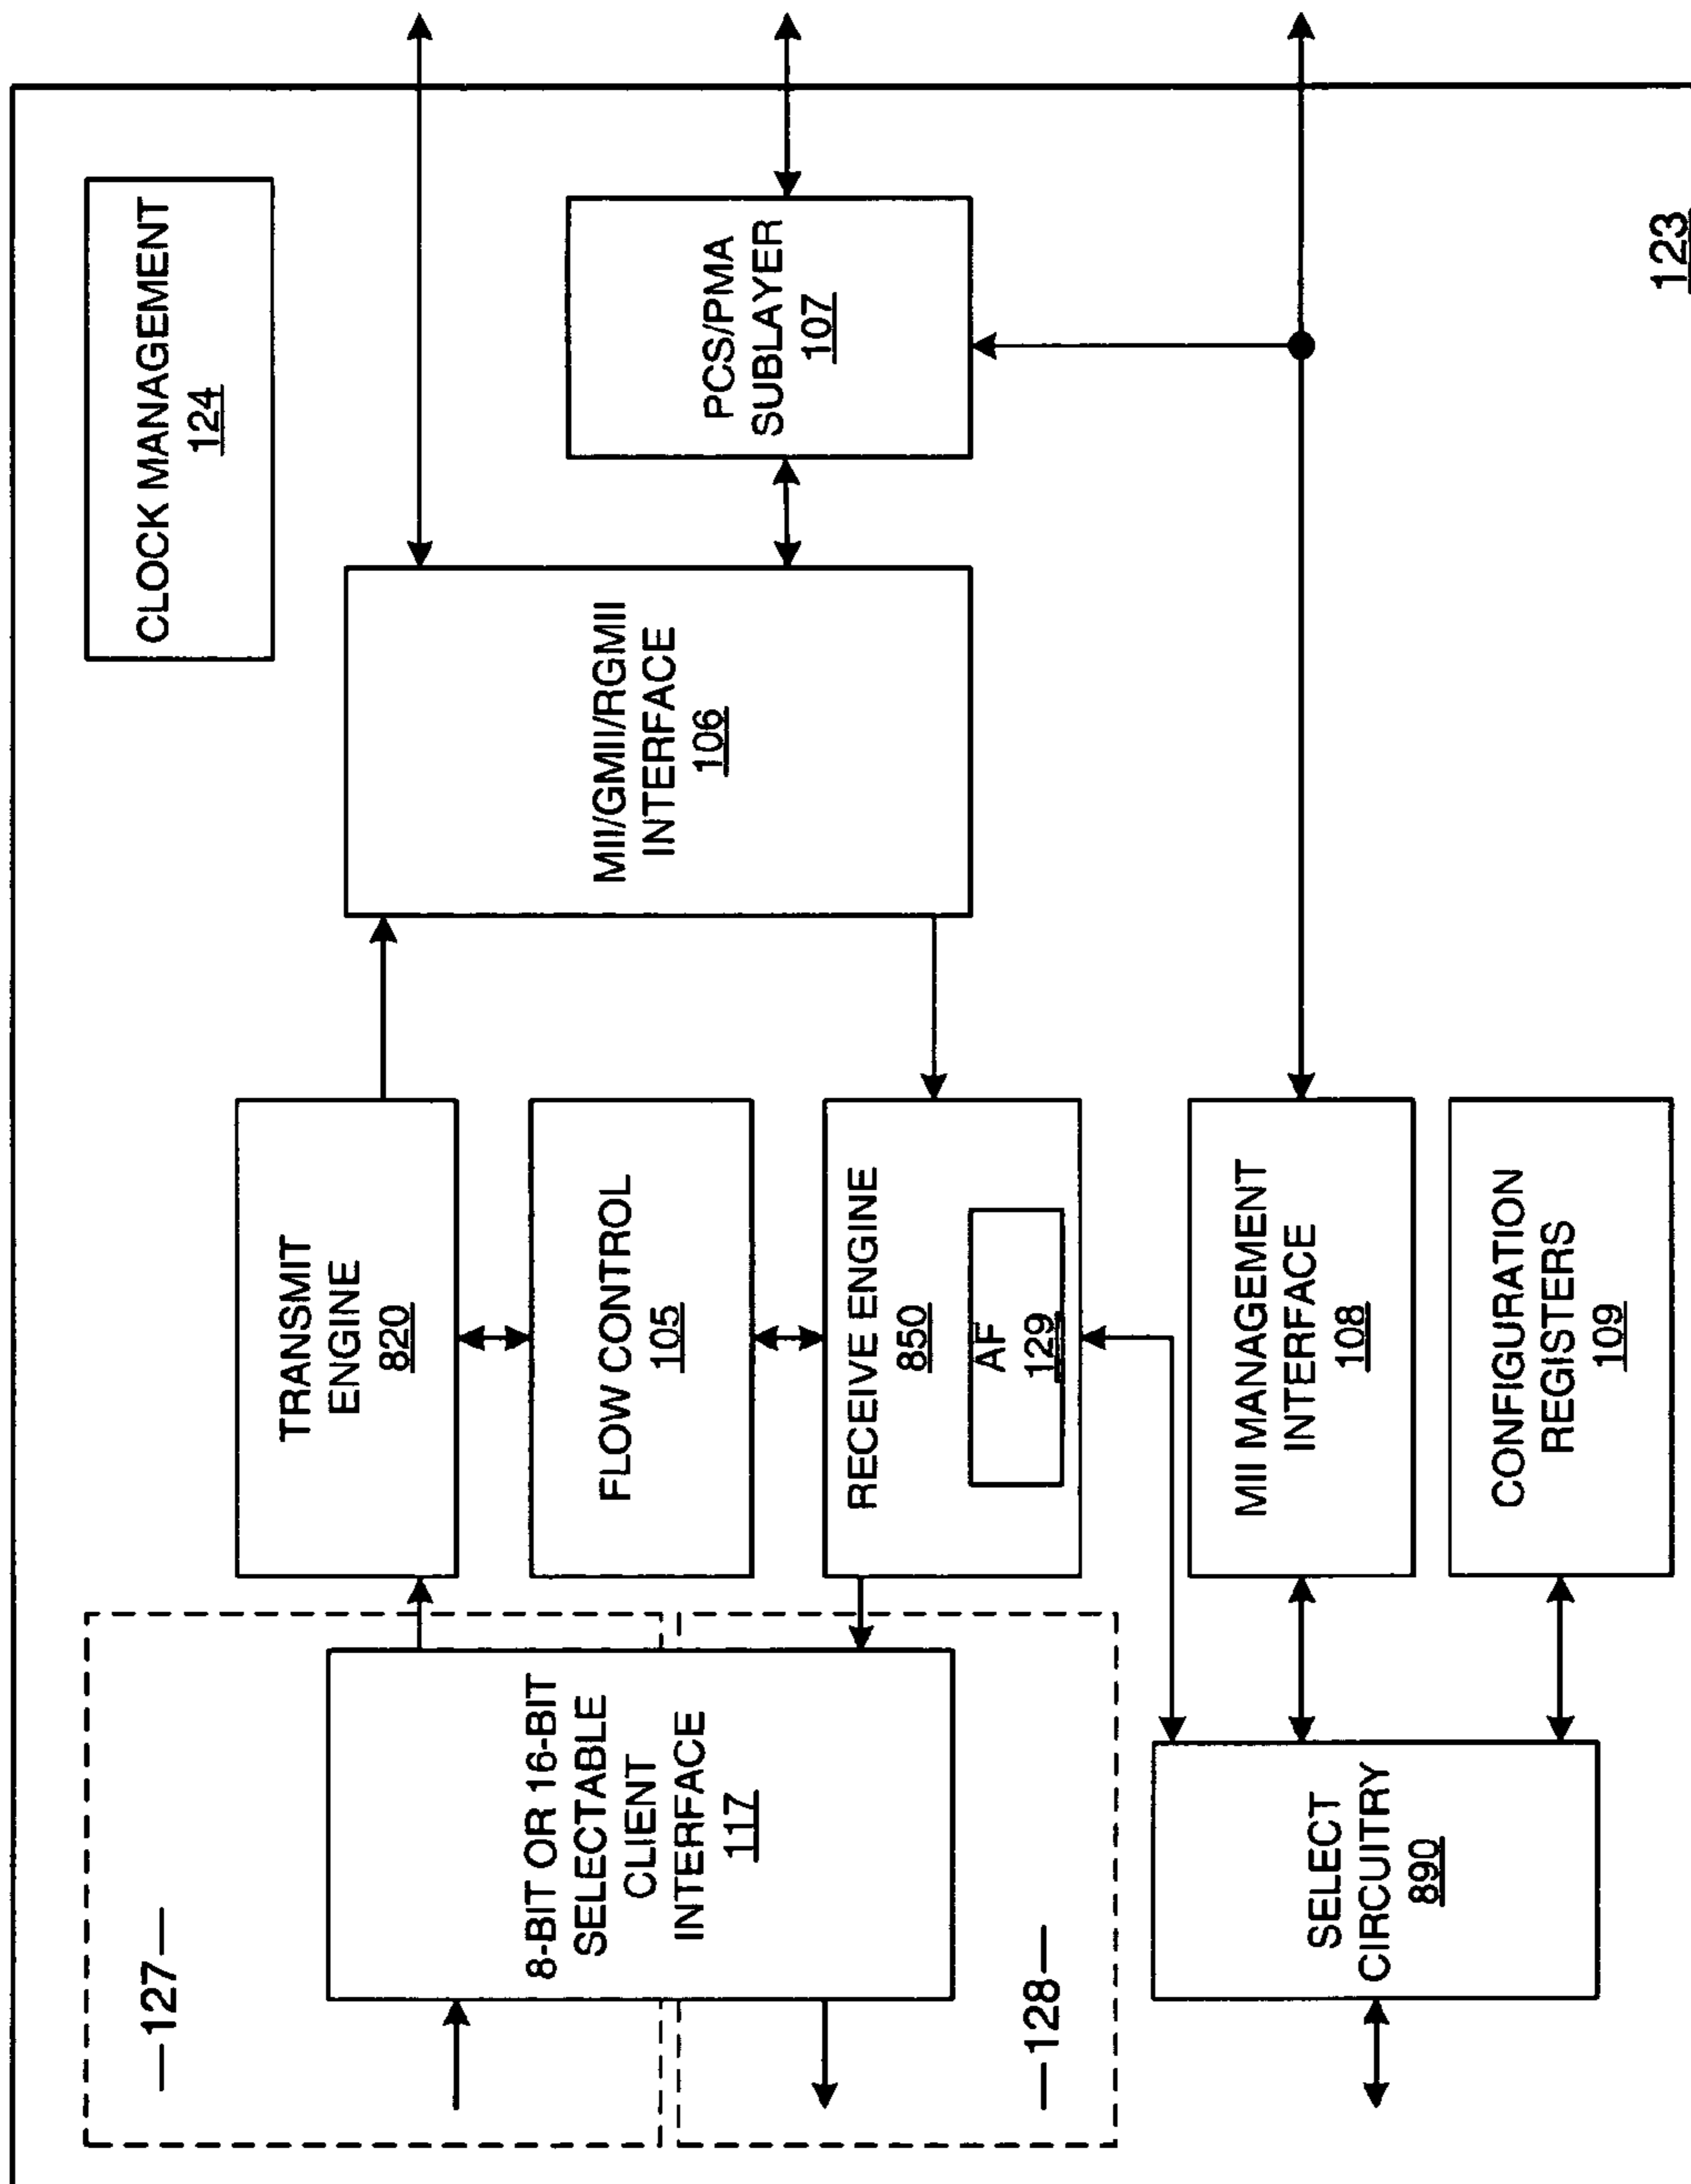 CLOCK MANAGEMENT
124
—127—
TRANSMIT
ENGINE
820
8-BIT OR 16-BIT
SELECTABLE
CLIENT
INTERFACE
117
FLOW CONTROL
105
MII/GMII/RGMII
INTERFACE
106
PCS/PMA
SUBLAYER
107
RECEIVE ENGINE
850
AF
129
—128—
SELECT
CIRCUITRY
890
MII MANAGEMENT
INTERFACE
108
CONFIGURATION
REGISTERS
109
123